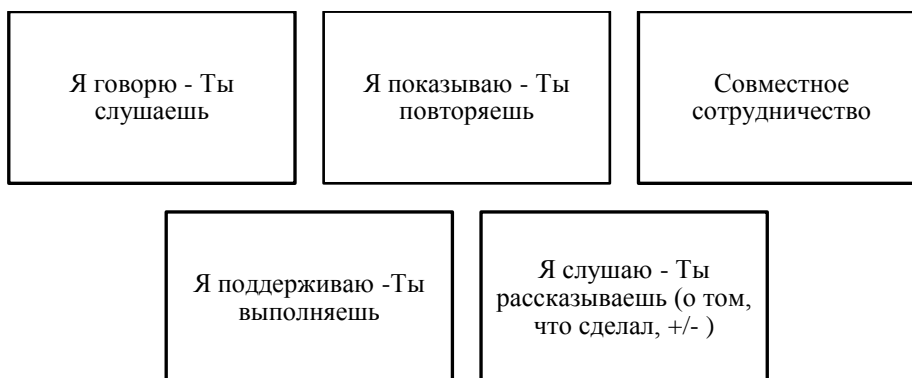 Я говорю - Ты
слушаешь
Я показываю - Ты
повторяешь
Совместное
сотрудничество
Я поддерживаю -Ты
выполняешь
Я слушаю - Ты
рассказываешь (о том,
что сделал, +/- )